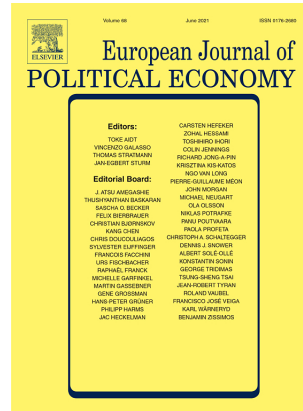 Volume 68
June 2021
ISSN 0176-2680
ELSEVIER
European Journal of
POLITICAL ECONOMY
Editors:
TOKE AIDT
VINCENZO GALASSO
THOMAS STRATMANN
JAN-EGBERT STURM
Editorial Board:
J. ATSU AMEGASHIE
THUSHYANTHAN BASKARAN
SASCHA O. BECKER
FELIX BIERBRAUER
CHRISTIAN BJØRNSKOV
KANG CHEN
CHRIS DOUCOULIAGOS
SYLVESTER EIJFFINGER
FRANCOIS FACCHINI
URS FISCHBACHER
RAPHAËL FRANCK
MICHELLE GARFINKEL
MARTIN GASSEBNER
GENE GROSSMAN
HANS-PETER GRÜNER
PHILIPP HARMS
JAC HECKELMAN
CARSTEN HEFEKER
ZOHAL HESSAMI
TOSHIHIRO IHORI
COLIN JENNINGS
RICHARD JONG-A-PIN
KRISZTINA KIS-KATOS
NGO VAN LONG
PIERRE-GUILLAUME MÉON
JOHN MORGAN
MICHAEL NEUGART
OLA OLSSON
NIKLAS POTRAFKE
PANU POUTVAARA
PAOLA PROFETA
CHRISTOPH A. SCHALTEGGER
DENNIS J. SNOWER
ALBERT SOLÉ-OLLÉ
KONSTANTIN SONIN
GEORGE TRIDIMAS
TSUNG-SHENG TSAI
JEAN-ROBERT TYRAN
ROLAND VAUBEL
FRANCISCO JOSÉ VEIGA
KARL WÄRNERYD
BENJAMIN ZISSIMOS